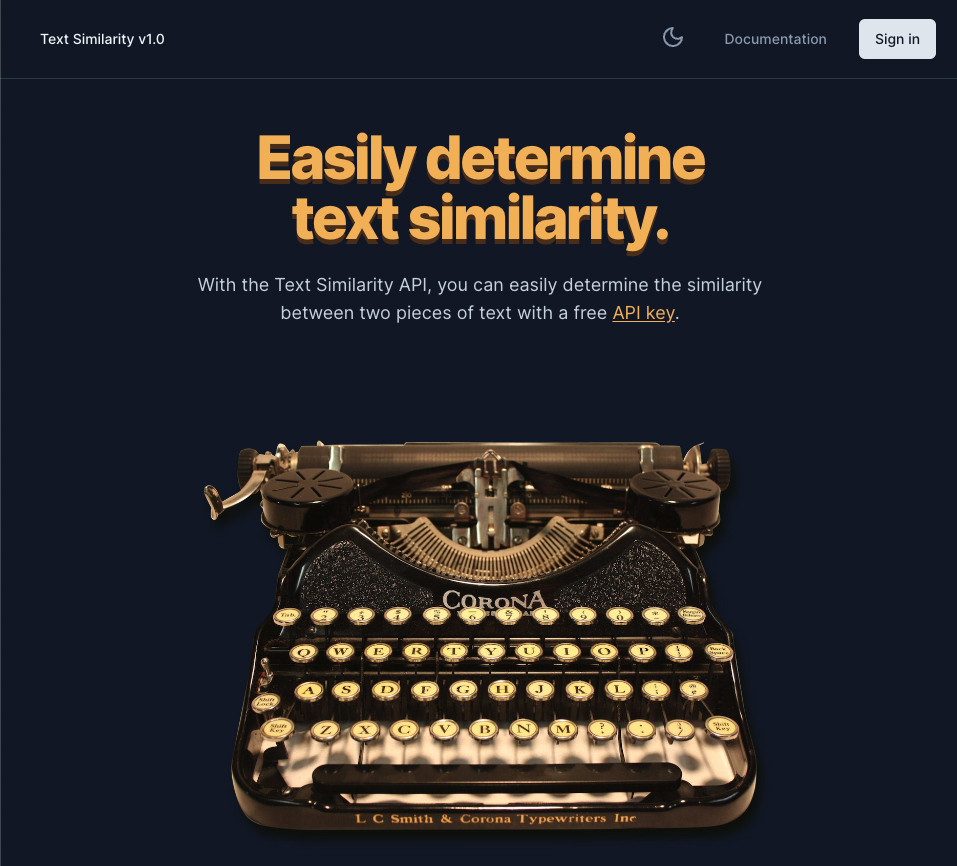 Text Similarity v1.0
Documentation
Sign in
Easily determine
text similarity.
With the Text Similarity API, you can easily determine the similarity
between two pieces of text with a free API key.
CORONA
Tab 2 3 4 5 6 7 8 9 0
Q W E R T Y U I O P Back Space
Shift Lock A S D F G H J K L
Shift Key Z X C V B N M ? . Shift Key
L C Smith & Corona Typewriters Inc